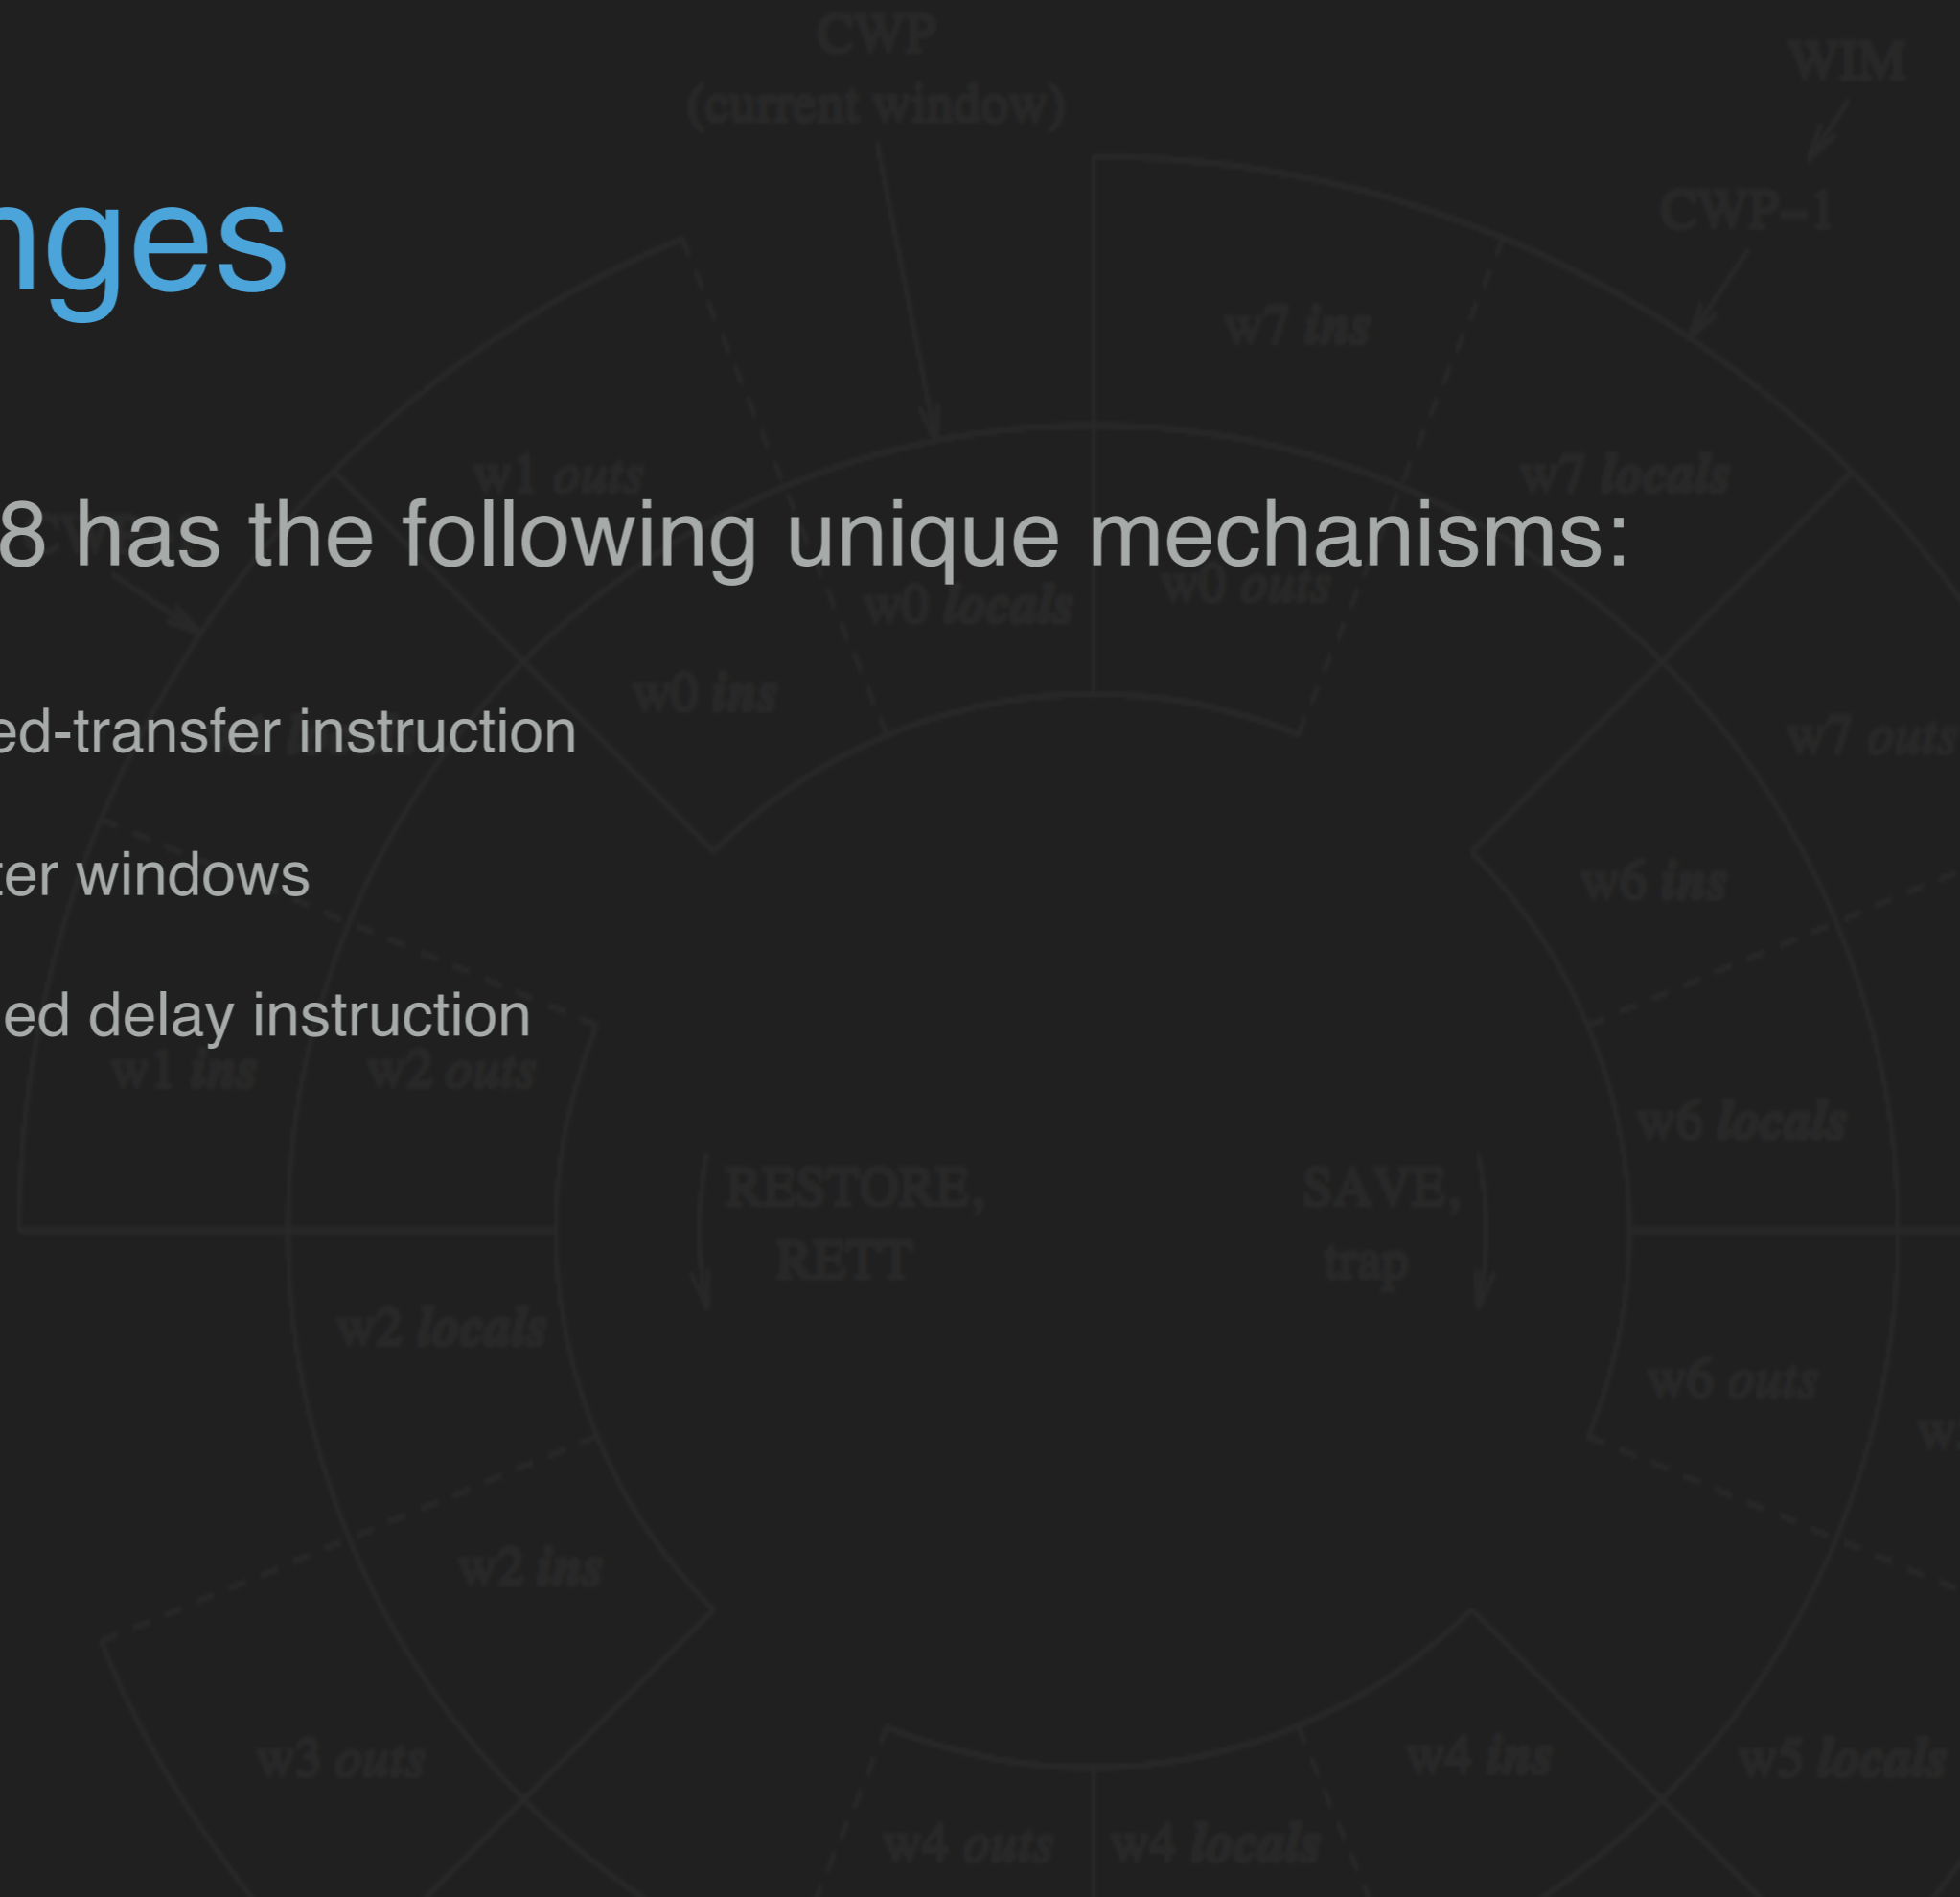 CWP
(current window)
WIM
CWP-1
nges
w7 ins
w1 outs
w7 locals
8 has the following unique mechanisms:
w0 locals
w0 outs
w0 ins
ed-transfer instruction
w7 outs
ter windows
w6 ins
ed delay instruction
w1 ins
w2 outs
w6 locals
RESTORE,
RETT
SAVE,
trap
w2 locals
w6 outs
w2 ins
w3 outs
w4 ins
w5 locals
w4 outs
w4 locals